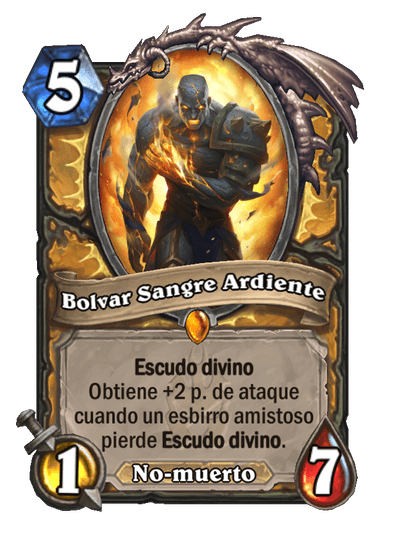 5
Bolvar Sangre Ardiente
Escudo divino
Obtiene +2 p. de ataque
cuando un esbirro amistoso
pierde Escudo divino.
1
No-muerto
7